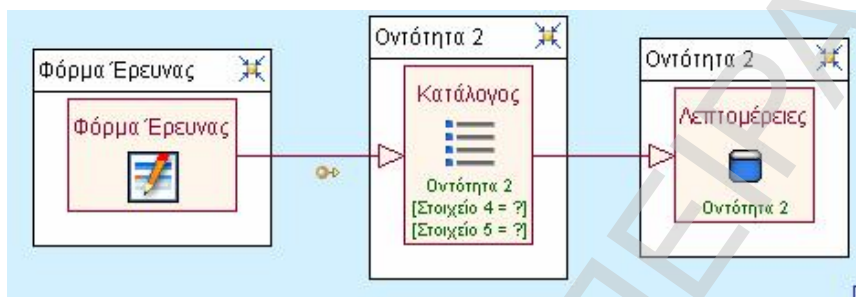 Φόρμα Έρευνας
Φόρμα Έρευνας
Οντότητα 2
Κατάλογος
Οντότητα 2
[Στοιχείο 4 = ?]
[Στοιχείο 5 = ?]
Οντότητα 2
Λεπτομέρειες
Οντότητα 2